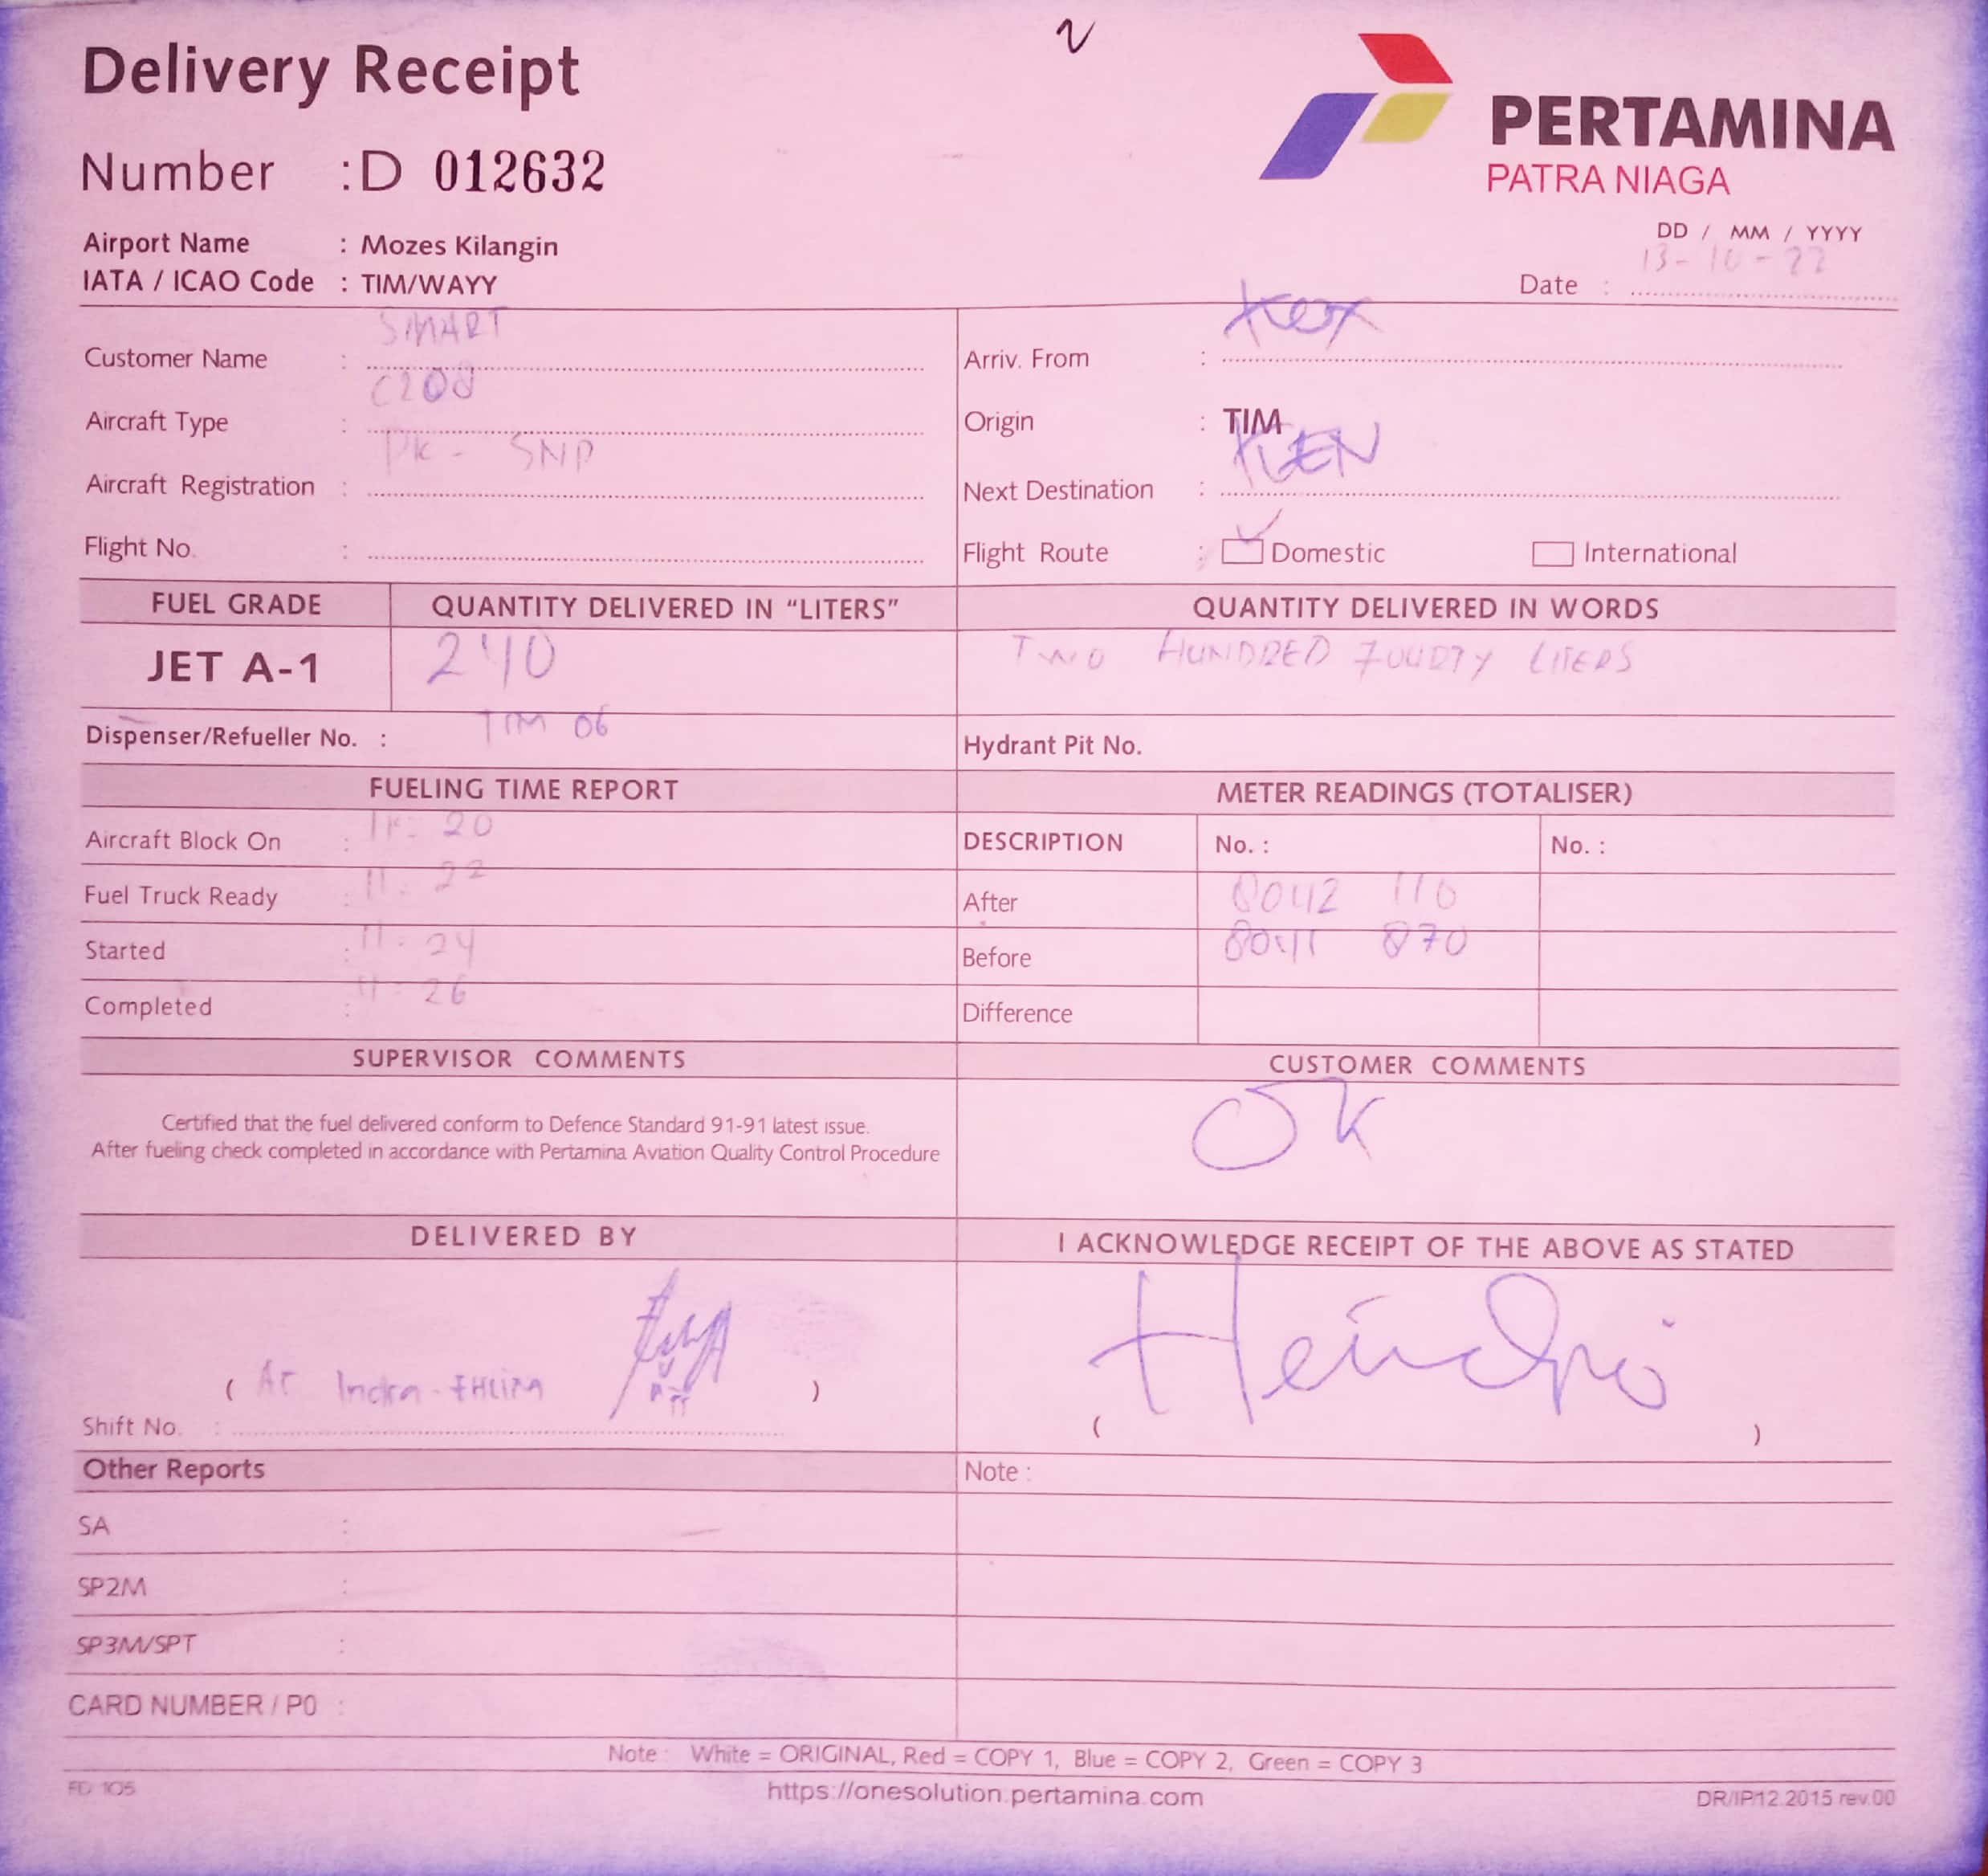 2
Delivery Receipt
PERTAMINA
PATRA NIAGA
Number : D 012632
Airport Name : Mozes Kilangin
IATA / ICAO Code : TIM/WAYY
DD / MM / YYYY
Date : 13-10-22
Customer Name : SMART
Arriv. From :
Aircraft Type : C208
Origin : TIM
Aircraft Registration : PK - SNP
Next Destination :
Flight No. :
Flight Route : Domestic International
FUEL GRADE QUANTITY DELIVERED IN “LITERS” QUANTITY DELIVERED IN WORDS
JET A-1 240 TWO HUNDRED FOURTY LITERS
Dispenser/Refueller No. : TIM 06
Hydrant Pit No.
FUELING TIME REPORT METER READINGS (TOTALISER)
Aircraft Block On : 11: 20
DESCRIPTION No. : No. :
Fuel Truck Ready : 11: 22
After 8042 110
Started : 11: 24
Before 8041 870
Completed : 11: 26
Difference
SUPERVISOR COMMENTS CUSTOMER COMMENTS
OK
Certified that the fuel delivered conform to Defence Standard 91-91 latest issue.
After fueling check completed in accordance with Pertamina Aviation Quality Control Procedure
DELIVERED BY I ACKNOWLEDGE RECEIPT OF THE ABOVE AS STATED
( Indra )
Shift No. :
( )
Other Reports Note :
SA :
SP2M :
SP3M/SPT :
CARD NUMBER / PO :
Note : White = ORIGINAL, Red = COPY 1, Blue = COPY 2, Green = COPY 3
FD 105 https://onesolution.pertamina.com DR/IP12.2015 rev.00